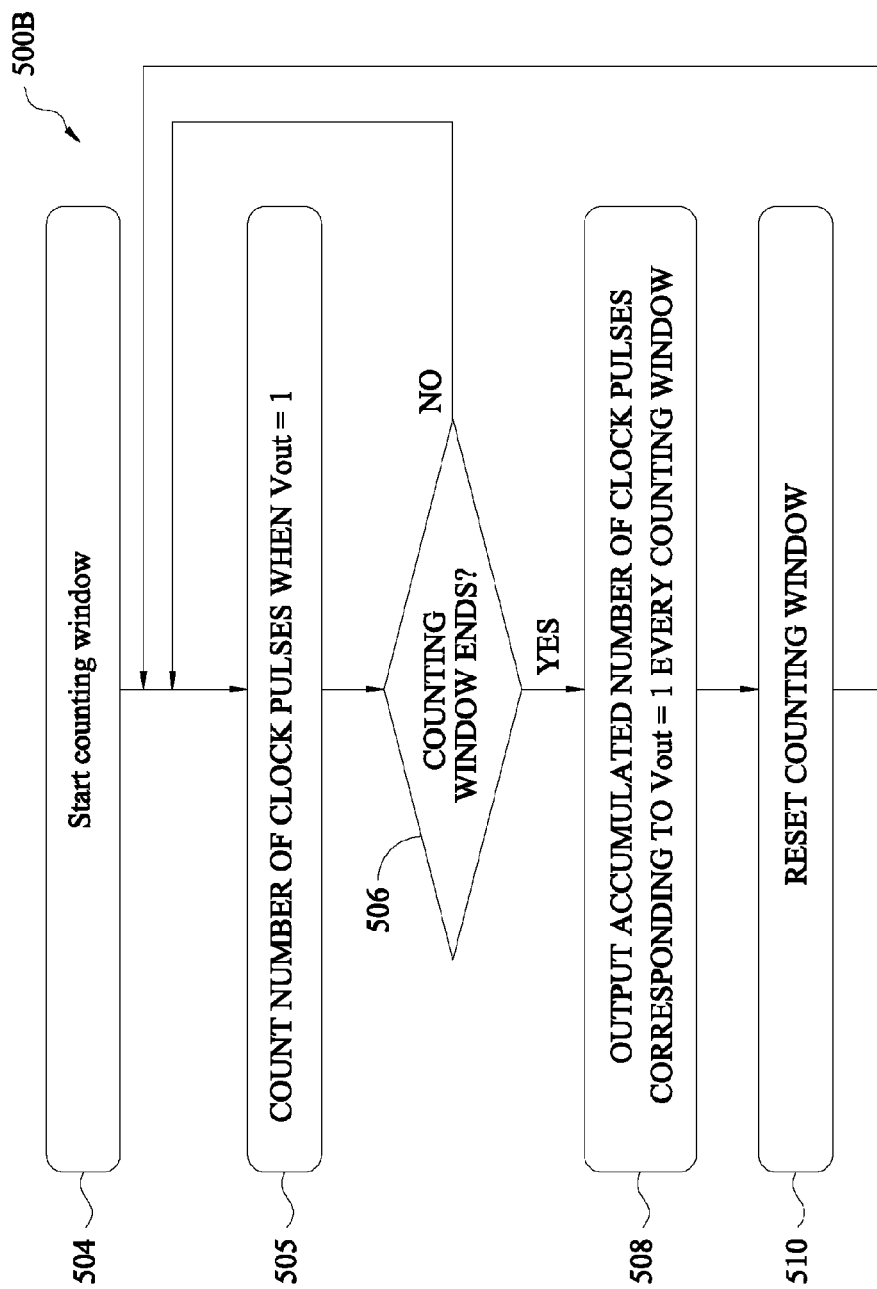 500B
504
Start counting window
505
COUNT NUMBER OF CLOCK PULSES WHEN Vout = 1
506
COUNTING
WINDOW ENDS?
NO
YES
508
OUTPUT ACCUMULATED NUMBER OF CLOCK PULSES
CORRESPONDING TO Vout = 1 EVERY COUNTING WINDOW
510
RESET COUNTING WINDOW